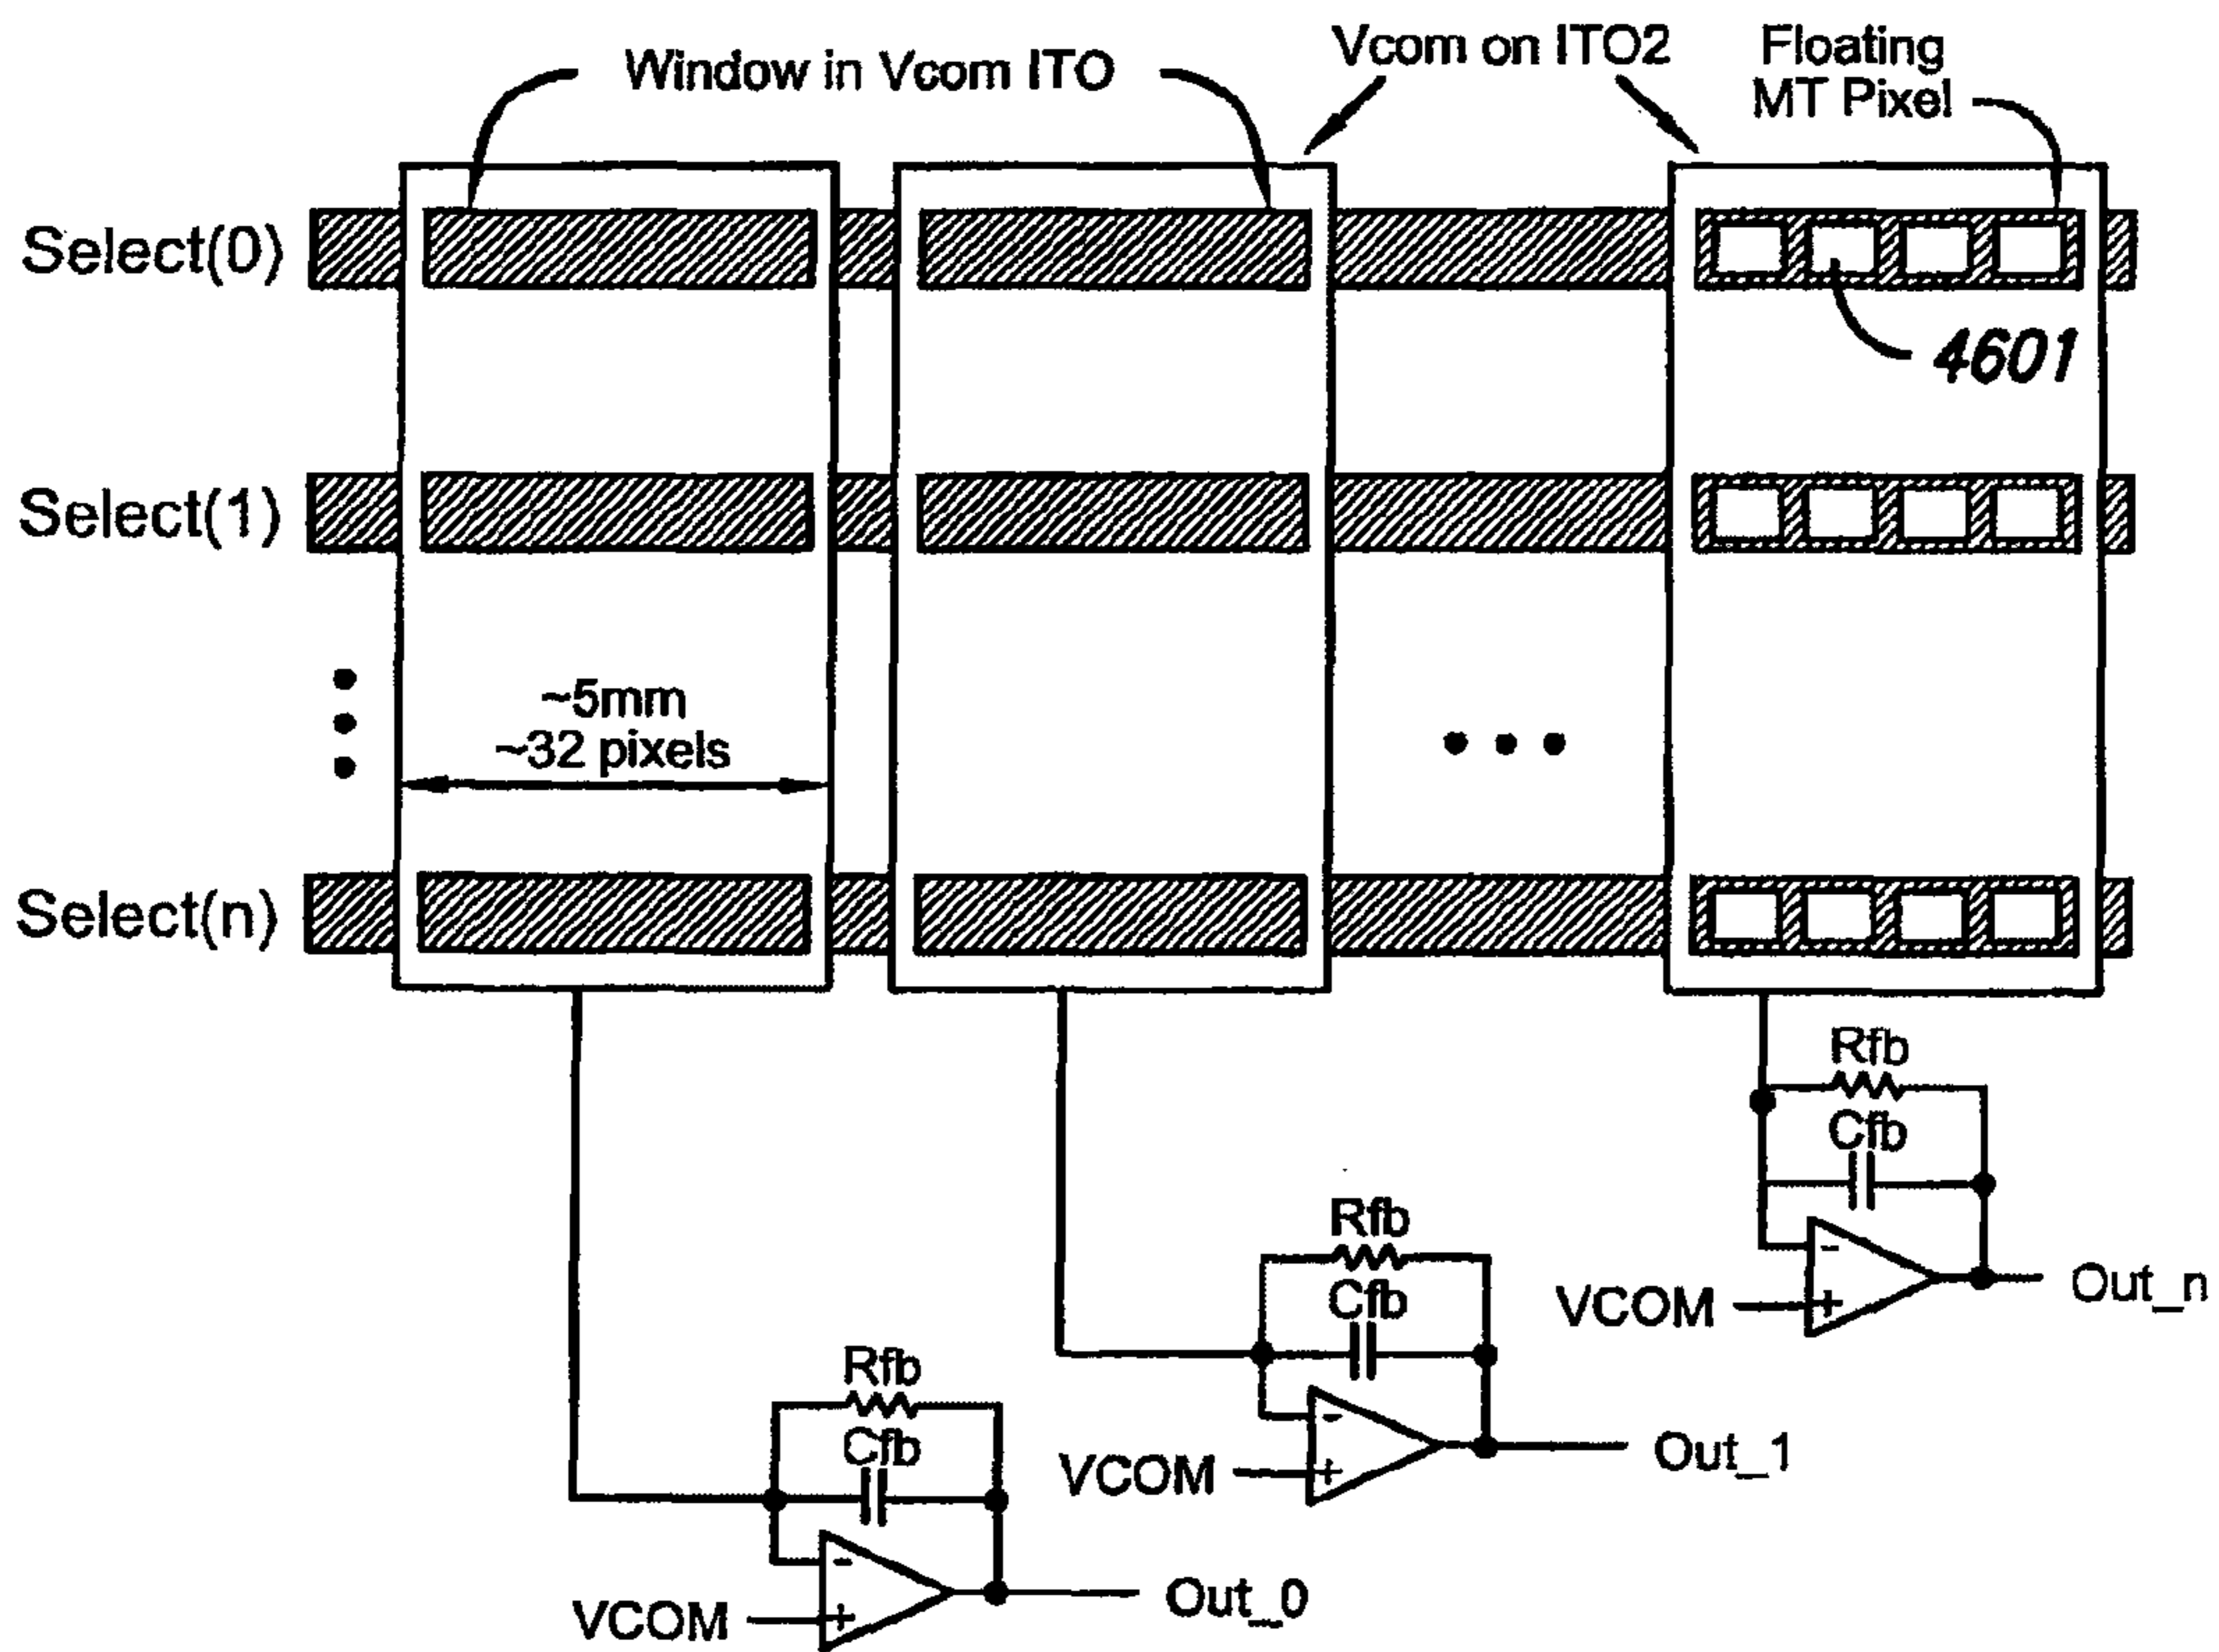 Window in Vcom ITO
Vcom on ITO2
Floating
MT Pixel
Select(0)
4601
Select(1)
~5mm
~32 pixels
Select(n)
Rfb
Cfb
-
VCOM
+
Out_n
Rfb
Cfb
-
VCOM
+
Out_1
Rfb
Cfb
-
VCOM
+
Out_0